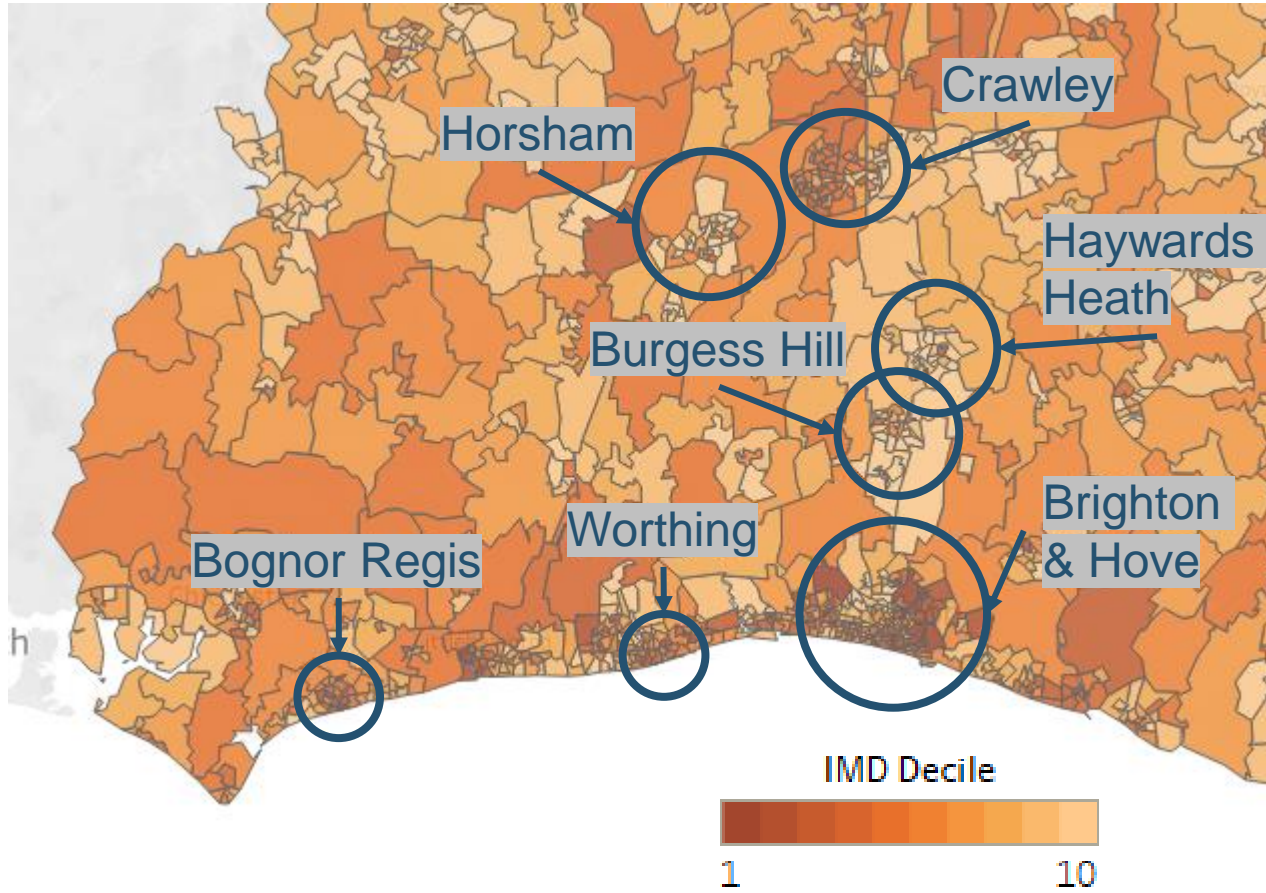 Crawley
Horsham
Haywards
Heath
Burgess Hill
Brighton
& Hove
Worthing
Bognor Regis
h
IMD Decile
1
10